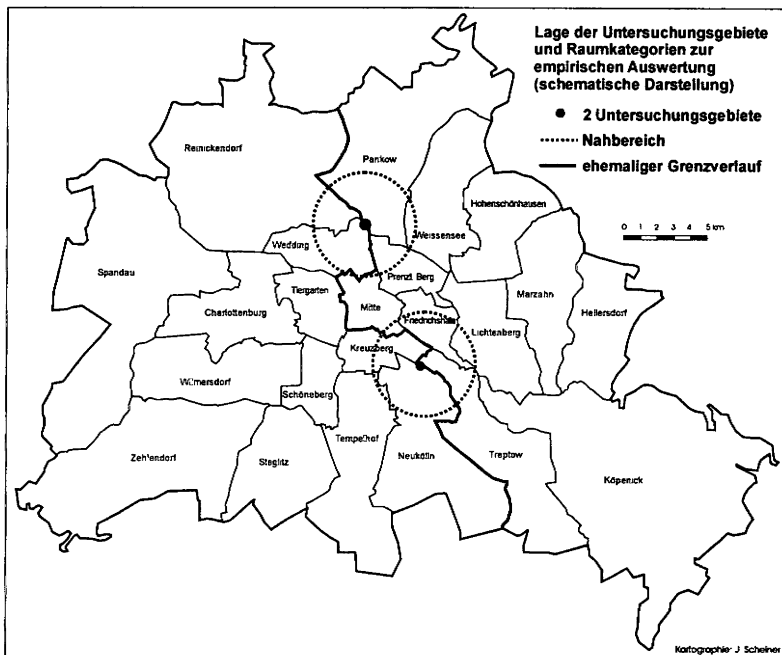 Lage der Untersuchungsgebiete
und Raumkategorien zur
empirischen Auswertung
(schematische Darstellung)
2 Untersuchungsgebiete
Nahbereich
ehemaliger Grenzverlauf
0 1 2 3 4 5 km
Reinickendorf
Pankow
Hohenschönhausen
Weissensee
Wedding
Spandau
Prenzl. Berg
Tiergarten
Marzahn
Hellersdorf
Charlottenburg
Mitte
Friedrichshain
Lichtenberg
Kreuzberg
Wilmersdorf
Schöneberg
Tempelhof
Zehlendorf
Steglitz
Neukölln
Treptow
Köpenick
Kartographie: J. Scheiner